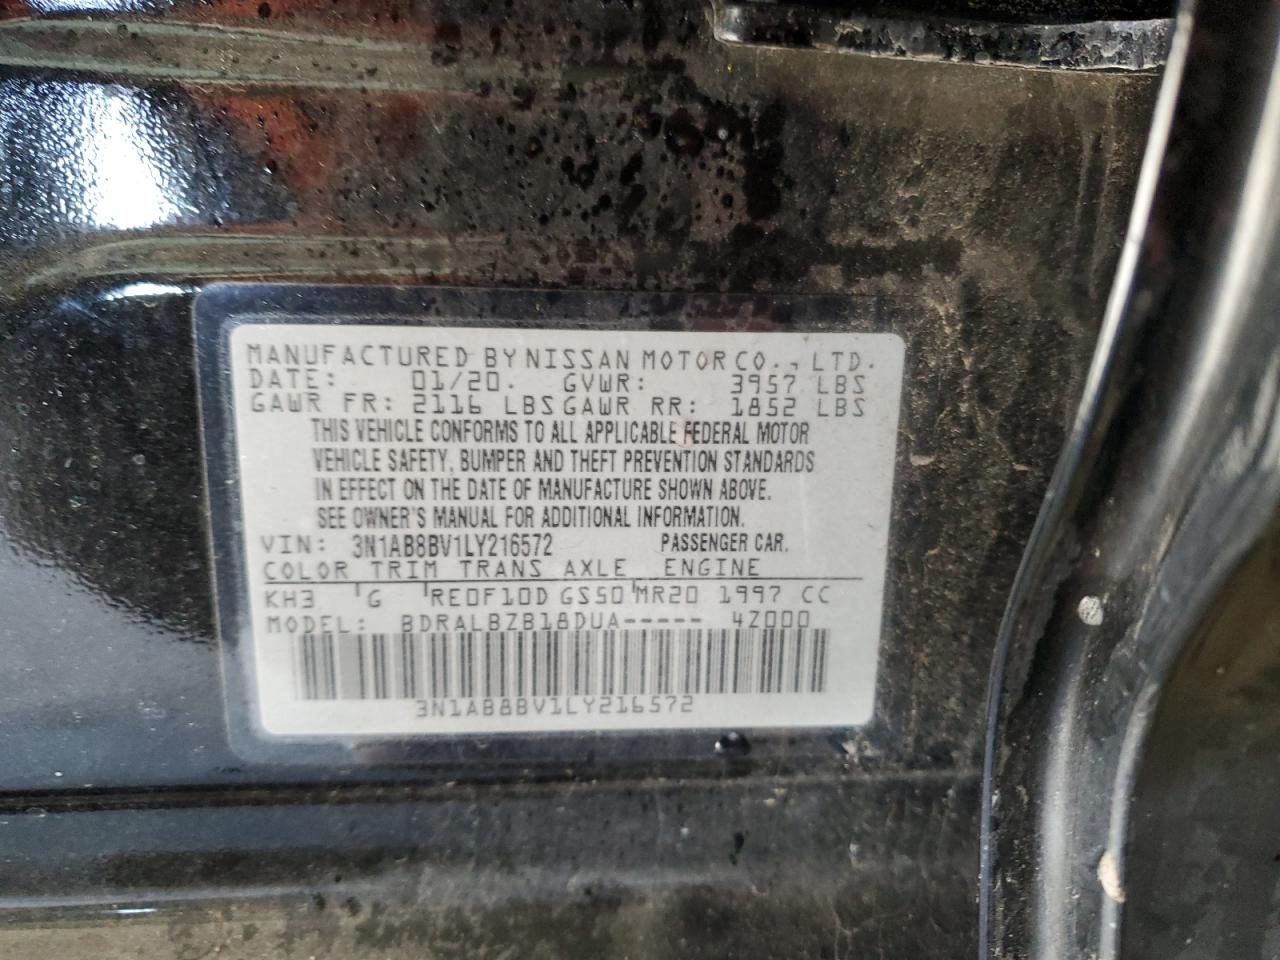 MANUFACTURED BY NISSAN MOTOR CO., LTD.
DATE: 01/20. GVWR: 3957 LBS
GAWR FR: 2116 LBS GAWR RR: 1852 LBS
THIS VEHICLE CONFORMS TO ALL APPLICABLE FEDERAL MOTOR
VEHICLE SAFETY, BUMPER AND THEFT PREVENTION STANDARDS
IN EFFECT ON THE DATE OF MANUFACTURE SHOWN ABOVE.
SEE OWNER'S MANUAL FOR ADDITIONAL INFORMATION.
VIN: 3N1AB8BV1LY216572 PASSENGER CAR.
COLOR TRIM TRANS AXLE ENGINE
KH3 G RE0F10D GS50 MR20 1997 CC
MODEL: BDRALBZB18DUA----- 4Z000
3N1AB8BV1LY216572